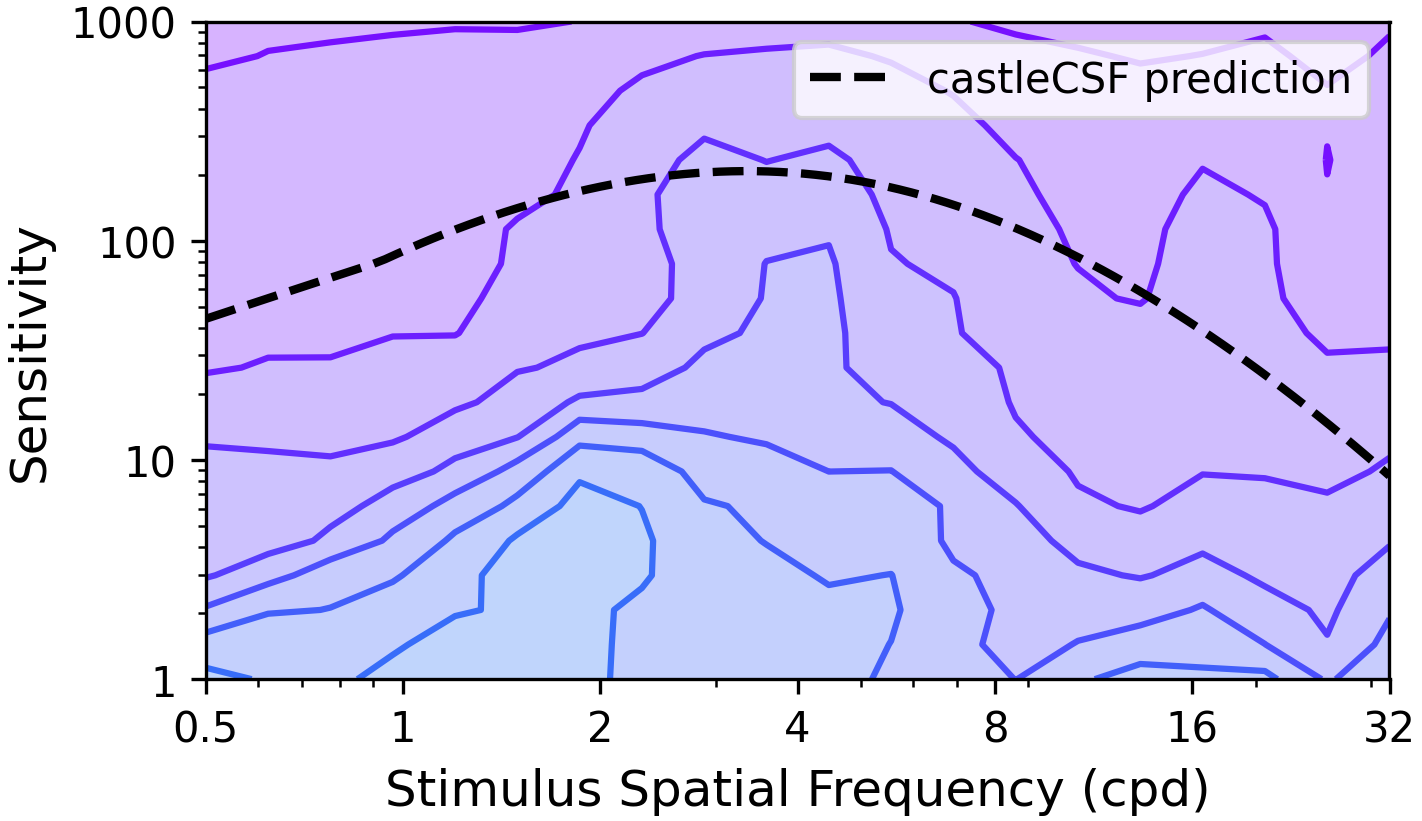 1000
100
10
1
Sensitivity
castleCSF prediction
0.5 1 2 4 8 16 32
Stimulus Spatial Frequency (cpd)